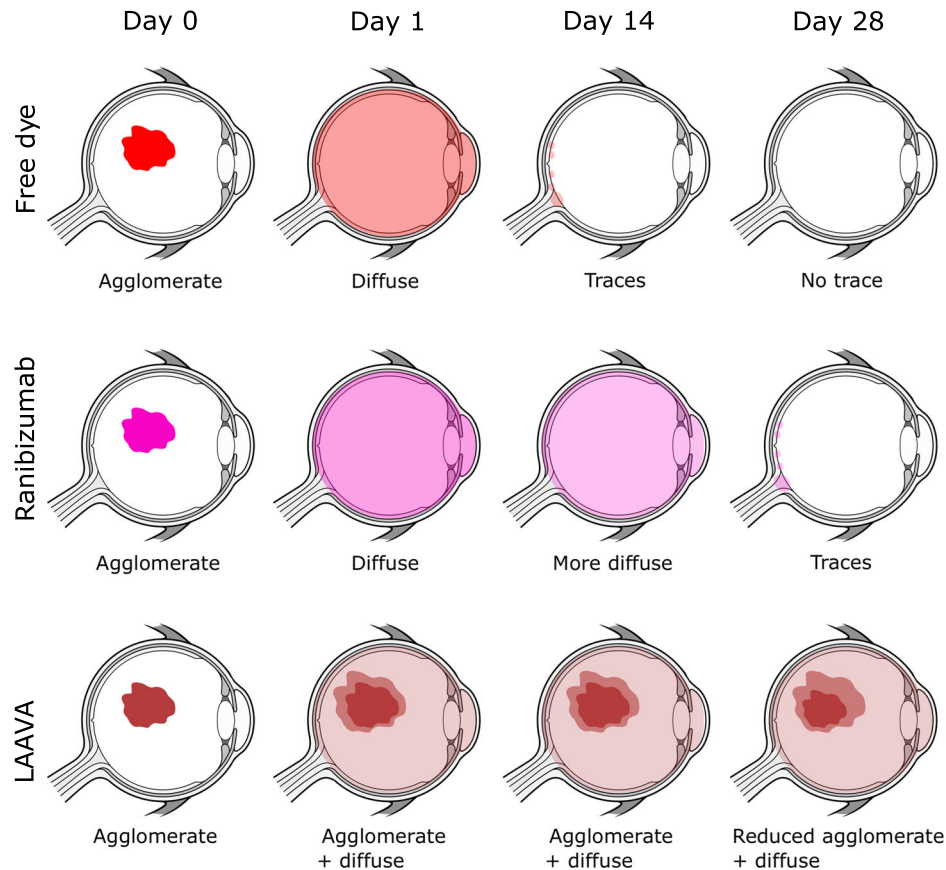 Day 0 Day 1 Day 14 Day 28
Free dye
Agglomerate Diffuse Traces No trace
Ranibizumab
Agglomerate Diffuse More diffuse Traces
LAAVA
Agglomerate Agglomerate Agglomerate Reduced agglomerate
+ diffuse + diffuse + diffuse